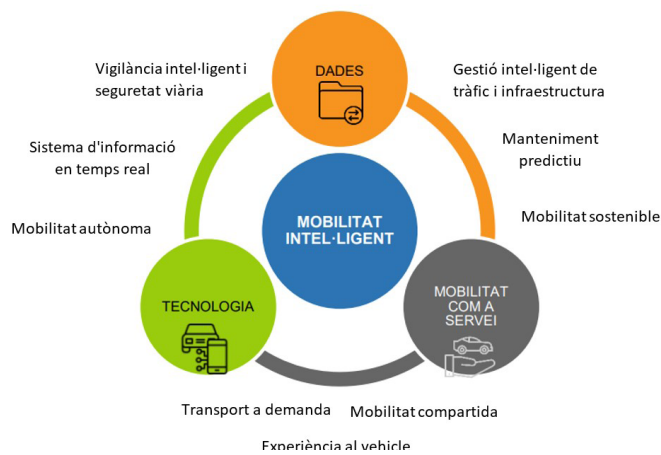 DADES
Vigilància intel·ligent i
seguretat viària
Gestió intel·ligent de
tràfic i infraestructura
Sistema d'informació
en temps real
Manteniment
predictiu
Mobilitat autònoma
MOBILITAT
INTEL·LIGENT
Mobilitat sostenible
TECNOLOGIA
MOBILITAT
COM A
SERVEI
Transport a demanda
Mobilitat compartida
Experiència al vehicle